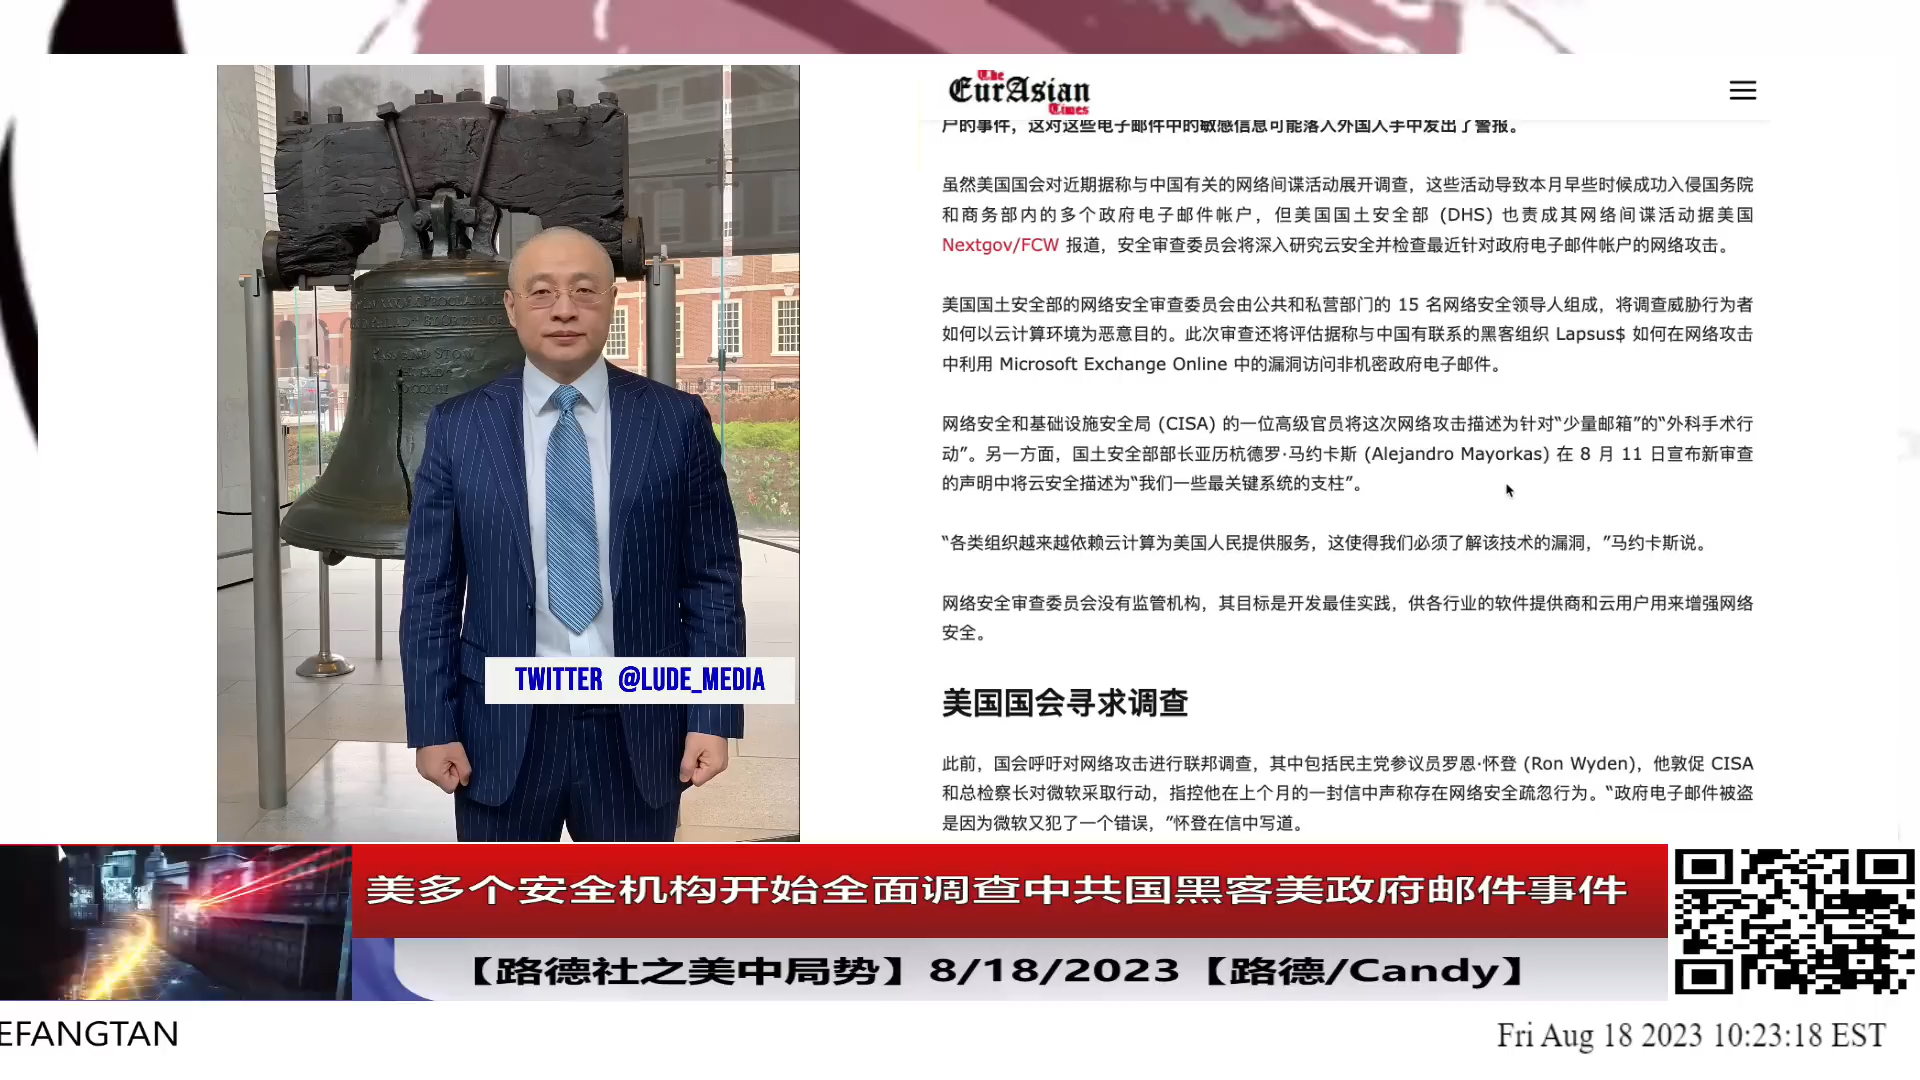 The
EurAsian
Times
户的事件，这对这些电子邮件中的敏感信息可能落入外国人手中发出了警报。
虽然美国国会对近期据称与中国有关的网络间谍活动展开调查，这些活动导致本月早些时候成功入侵国务院
和商务部内的多个政府电子邮件帐户，但美国国土安全部 (DHS) 也责成其网络间谍活动据美国
Nextgov/FCW 报道，安全审查委员会将深入研究云安全并检查最近针对政府电子邮件帐户的网络攻击。
美国国土安全部的网络安全审查委员会由公共和私营部门的 15 名网络安全领导人组成，将调查威胁行为者
如何以云计算环境为恶意目的。此次审查还将评估据称与中国有联系的黑客组织 Lapsus$ 如何在网络攻击
中利用 Microsoft Exchange Online 中的漏洞访问非机密政府电子邮件。
网络安全和基础设施安全局 (CISA) 的一位高级官员将这次网络攻击描述为针对“少量邮箱”的“外科手术行
动”。另一方面，国土安全部部长亚历杭德罗·马约卡斯 (Alejandro Mayorkas) 在 8 月 11 日宣布新审查
的声明中将云安全描述为“我们一些最关键系统的支柱”。
“各类组织越来越依赖云计算为美国人民提供服务，这使得我们必须了解该技术的漏洞，”马约卡斯说。
网络安全审查委员会没有监管机构，其目标是开发最佳实践，供各行业的软件提供商和云用户用来增强网络
安全。
美国国会寻求调查
此前，国会呼吁对网络攻击进行联邦调查，其中包括民主党参议员罗恩·怀登 (Ron Wyden)，他敦促 CISA
和总检察长对微软采取行动，指控他在上个月的一封信中声称存在网络安全疏忽行为。“政府电子邮件被盗
是因为微软又犯了一个错误，”怀登在信中写道。
PASS AND STOW
TWITTER @LUDE_MEDIA
美多个安全机构开始全面调查中共国黑客美政府邮件事件
【路德社之美中局势】8/18/2023【路德/Candy】
EFANGTAN
Fri Aug 18 2023 10:23:18 EST